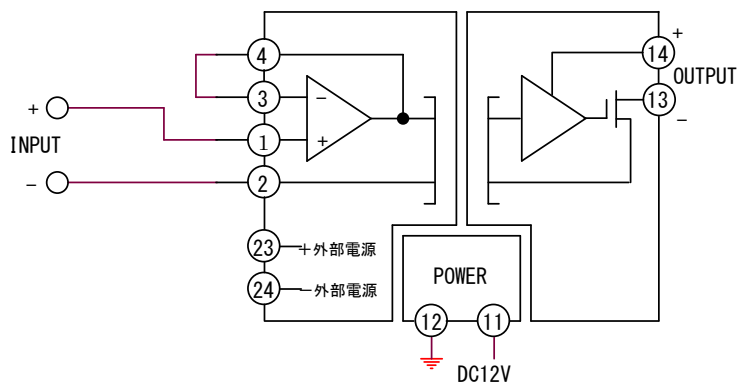 4
3
1
2
+
INPUT
−
−
+
23 +外部電源
24 −外部電源
14
+
OUTPUT
13
−
POWER
12
11
DC12V